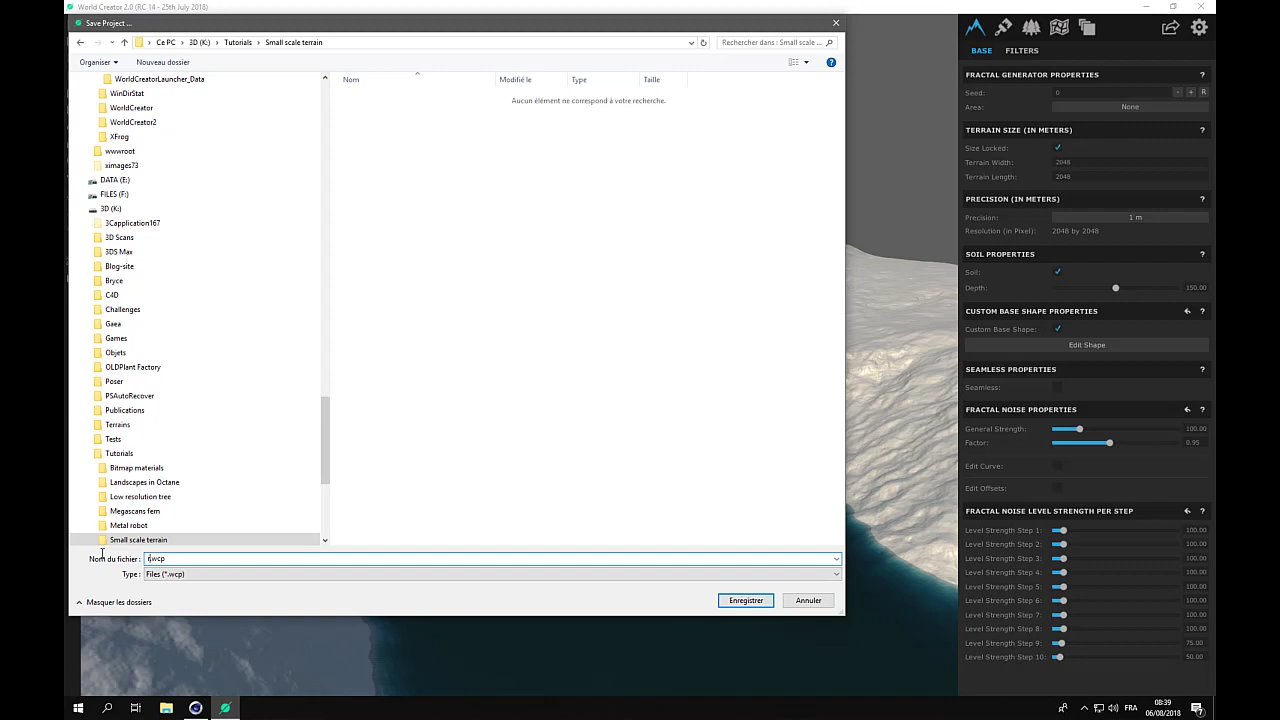 World Creator 2.0 (RC 14 - 25th July 2018)
Save Project ...
Ce PC > 3D (K:) > Tutorials > Small scale terrain
Rechercher dans : Small scale ...
Organiser
Nouveau dossier
Nom
Modifié le
Type
Taille
Aucun élément ne correspond à votre recherche.
WorldCreatorLauncher_Data
WinDirStat
WorldCreator
WorldCreator2
XFrog
wwwroot
ximages73
DATA (E:)
FILES (F:)
3D (K:)
3Capplication167
3D Scans
3DS Max
Blog-site
Bryce
C4D
Challenges
Gaea
Games
Objets
OLDPlant Factory
Poser
PSAutoRecover
Publications
Terrains
Tests
Tutorials
Bitmap materials
Landscapes in Octane
Low resolution tree
Megascans fern
Metal robot
Small scale terrain
Nom du fichier :
Type : Files (*.wcp)
Masquer les dossiers
Enregistrer
Annuler
BASE
FILTERS
FRACTAL GENERATOR PROPERTIES ?
Seed: 0 - + R
Area: None
TERRAIN SIZE (IN METERS) ?
Size Locked:
Terrain Width: 2048
Terrain Length: 2048
PRECISION (IN METERS) ?
Precision: 1 m
Resolution (in Pixel): 2048 by 2048
SOIL PROPERTIES ?
Soil:
Depth: 150.00
CUSTOM BASE SHAPE PROPERTIES ?
Custom Base Shape:
Edit Shape
SEAMLESS PROPERTIES ?
Seamless:
FRACTAL NOISE PROPERTIES ?
General Strength: 100.00
Factor: 0.95
Edit Curve:
Edit Offsets:
FRACTAL NOISE LEVEL STRENGTH PER STEP ?
Level Strength Step 1: 100.00
Level Strength Step 2: 100.00
Level Strength Step 3: 100.00
Level Strength Step 4: 100.00
Level Strength Step 5: 100.00
Level Strength Step 6: 100.00
Level Strength Step 7: 100.00
Level Strength Step 8: 100.00
Level Strength Step 9: 75.00
Level Strength Step 10: 50.00
FRA
08:39
06/08/2018